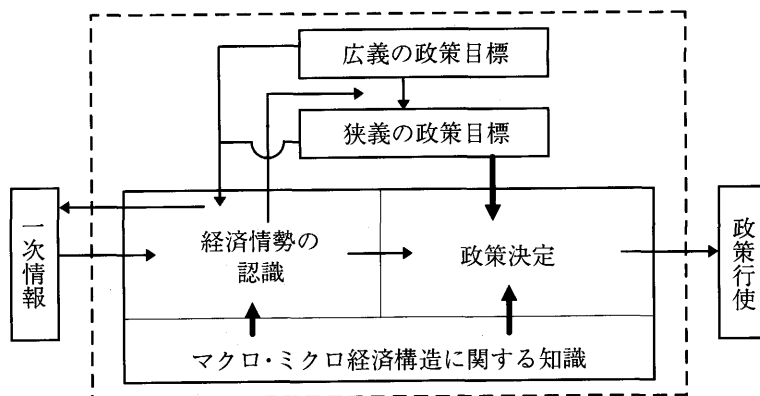 広義の政策目標
狭義の政策目標
一次情報
経済情勢の
認識
政策決定
政策行使
マクロ・ミクロ経済構造に関する知識